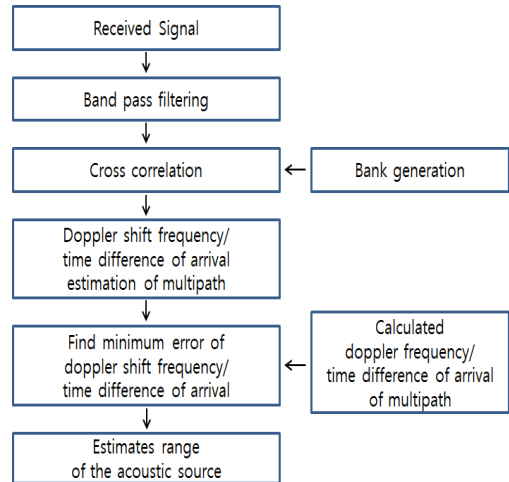 Received Signal
Band pass filtering
Cross correlation
Bank generation
Doppler shift frequency/
time difference of arrival
estimation of multipath
Find minimum error of
doppler shift frequency/
time difference of arrival
Calculated
doppler frequency/
time difference of arrival
of multipath
Estimates range
of the acoustic source